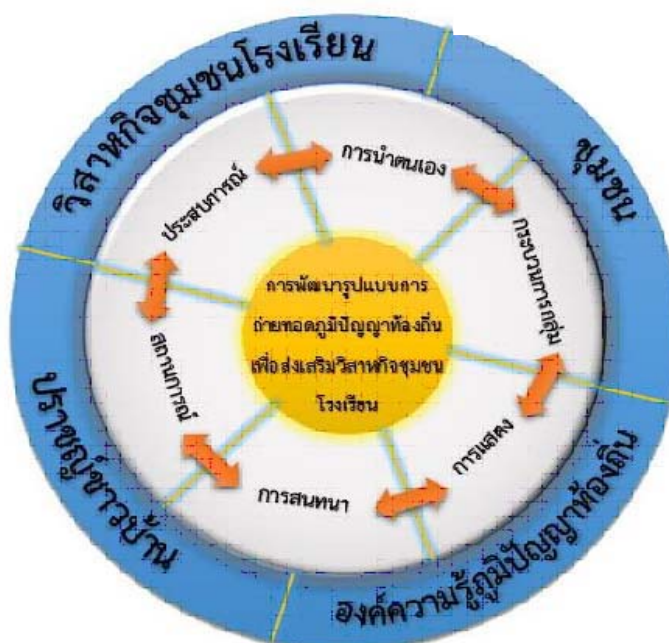 วิสาหกิจชุมชนโรงเรียน
ชุมชน
องค์ความรู้ภูมิปัญญาท้องถิ่น
ปราชญ์ชาวบ้าน
การนำตนเอง
กระบวนการกลุ่ม
การแสดง
การสนทนา
สถานการณ์
ประสบการณ์
การพัฒนารูปแบบการ
ถ่ายทอดภูมิปัญญาท้องถิ่น
เพื่อส่งเสริมวิสาหกิจชุมชน
โรงเรียน